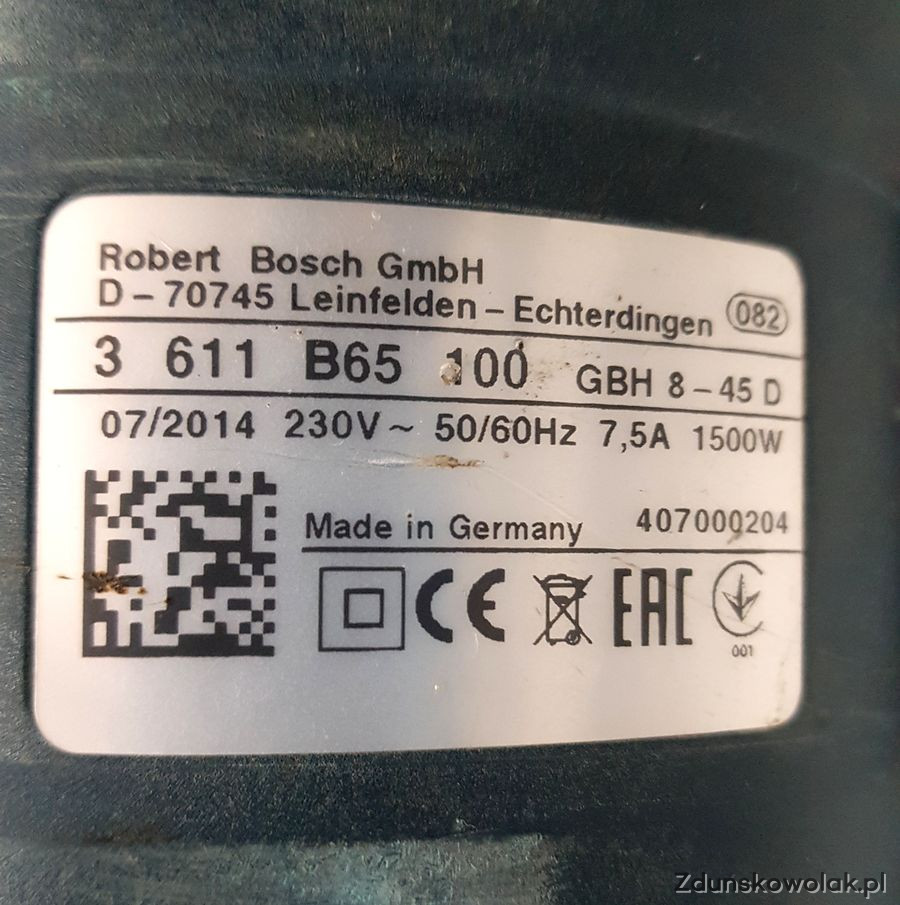 Robert Bosch GmbH
D-70745 Leinfelden-Echterdingen 082
3 611 B65 100 GBH 8-45 D
07/2014 230V~ 50/60Hz 7,5A 1500W
Made in Germany 407000204
CE EAC
001
Zdunskowolak.pl